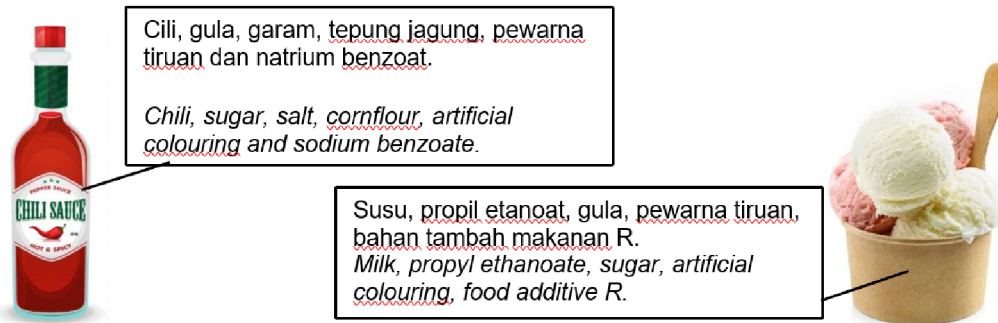 Cili, gula, garam, tepung jagung, pewarna
tiruan dan natrium benzoat.
Chili, sugar, salt, cornflour, artificial
colouring and sodium benzoate.
PEPPER SAUCE
CHILI SAUCE
HOT & SPICY
Susu, propil etanoat, gula, pewarna tiruan,
bahan tambah makanan R.
Milk, propyl ethanoate, sugar, artificial
colouring, food additive R.